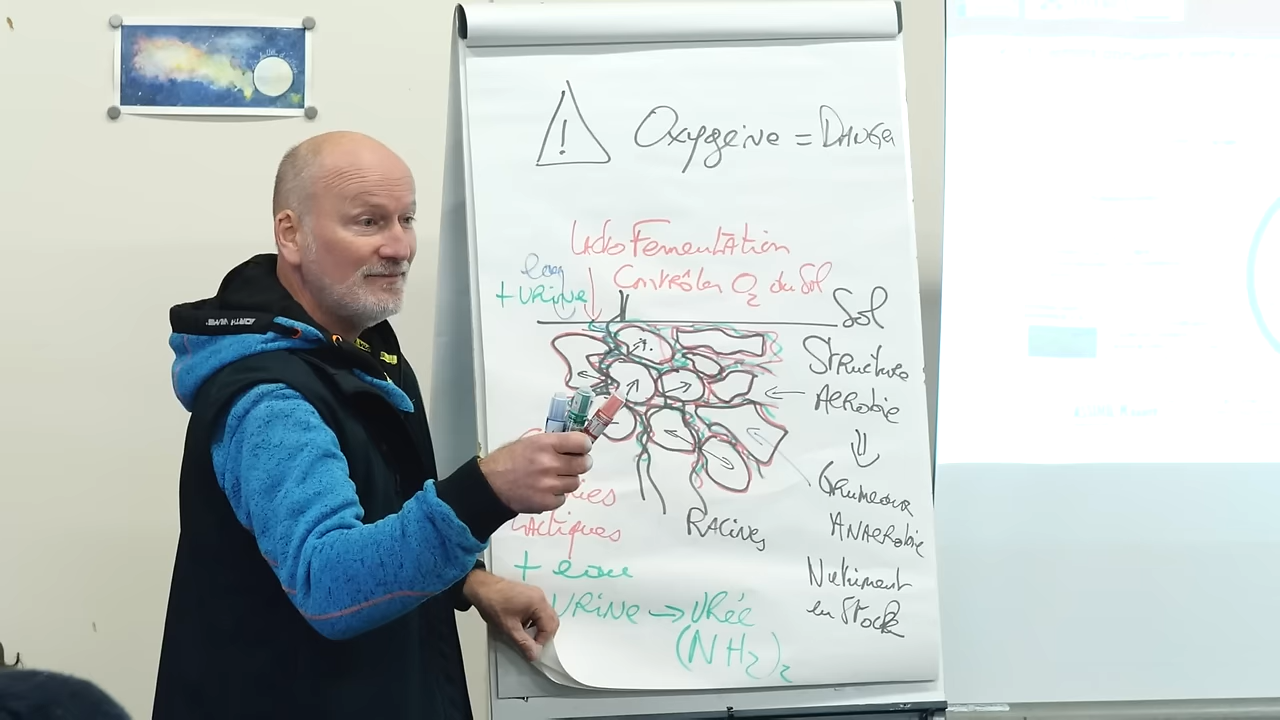 ! Oxygène = DANGER
LACtoFermentation
eau Contrôler O2 du Sol
+ URiNe
Sol
Structure
AéRobie
Grumeaux
ANAéRobie
RACiNes
lactiques
+ eau
URiNe → URée
(NH2)2
Nutriment
en Stock